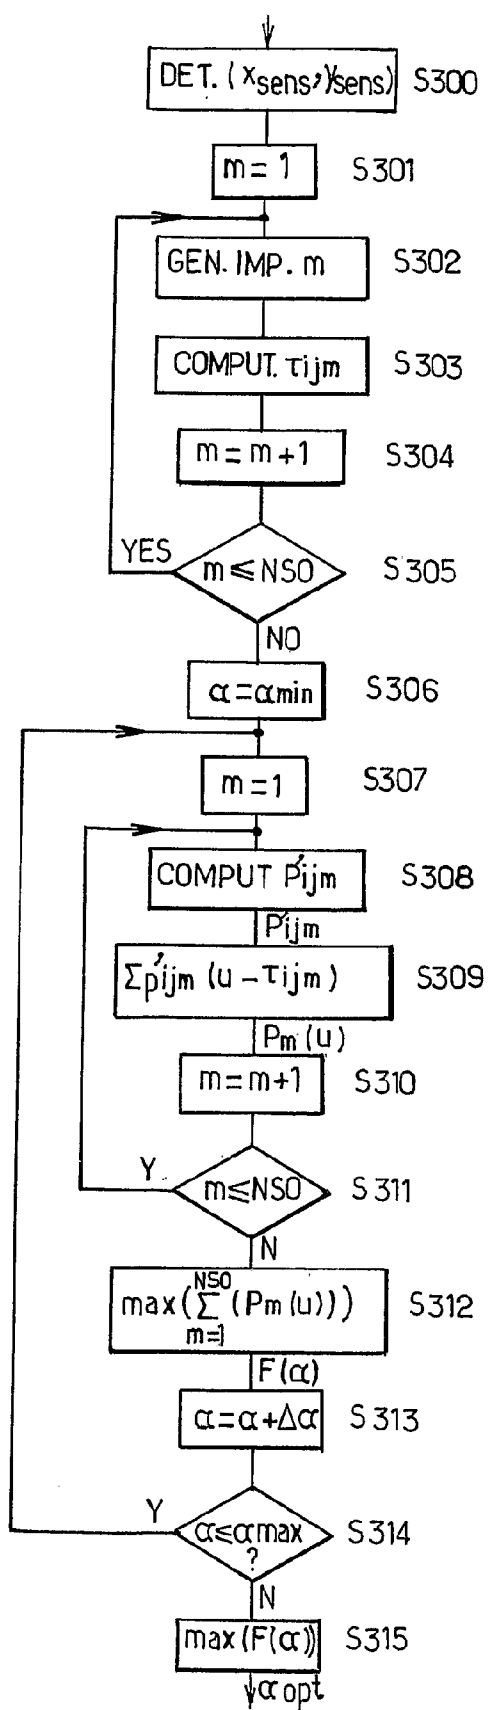 DET. (xsens, ysens) S300
m = 1 S301
GEN. IMP. m S302
COMPUT. τijm S303
m = m+1 S304
YES
m ≤ NSO S305
NO
α = αmin S306
m = 1 S307
COMPUT P'ijm S308
P'ijm
Σp'ijm (u - τijm) S309
Pm(u)
m = m+1 S310
Y
m ≤ NSO S311
N
NSO
max(Σ(Pm(u))) S312
m=1
F(α)
α = α+Δα S313
Y
α ≤ αmax S314
?
N
max(F(α)) S315
αopt